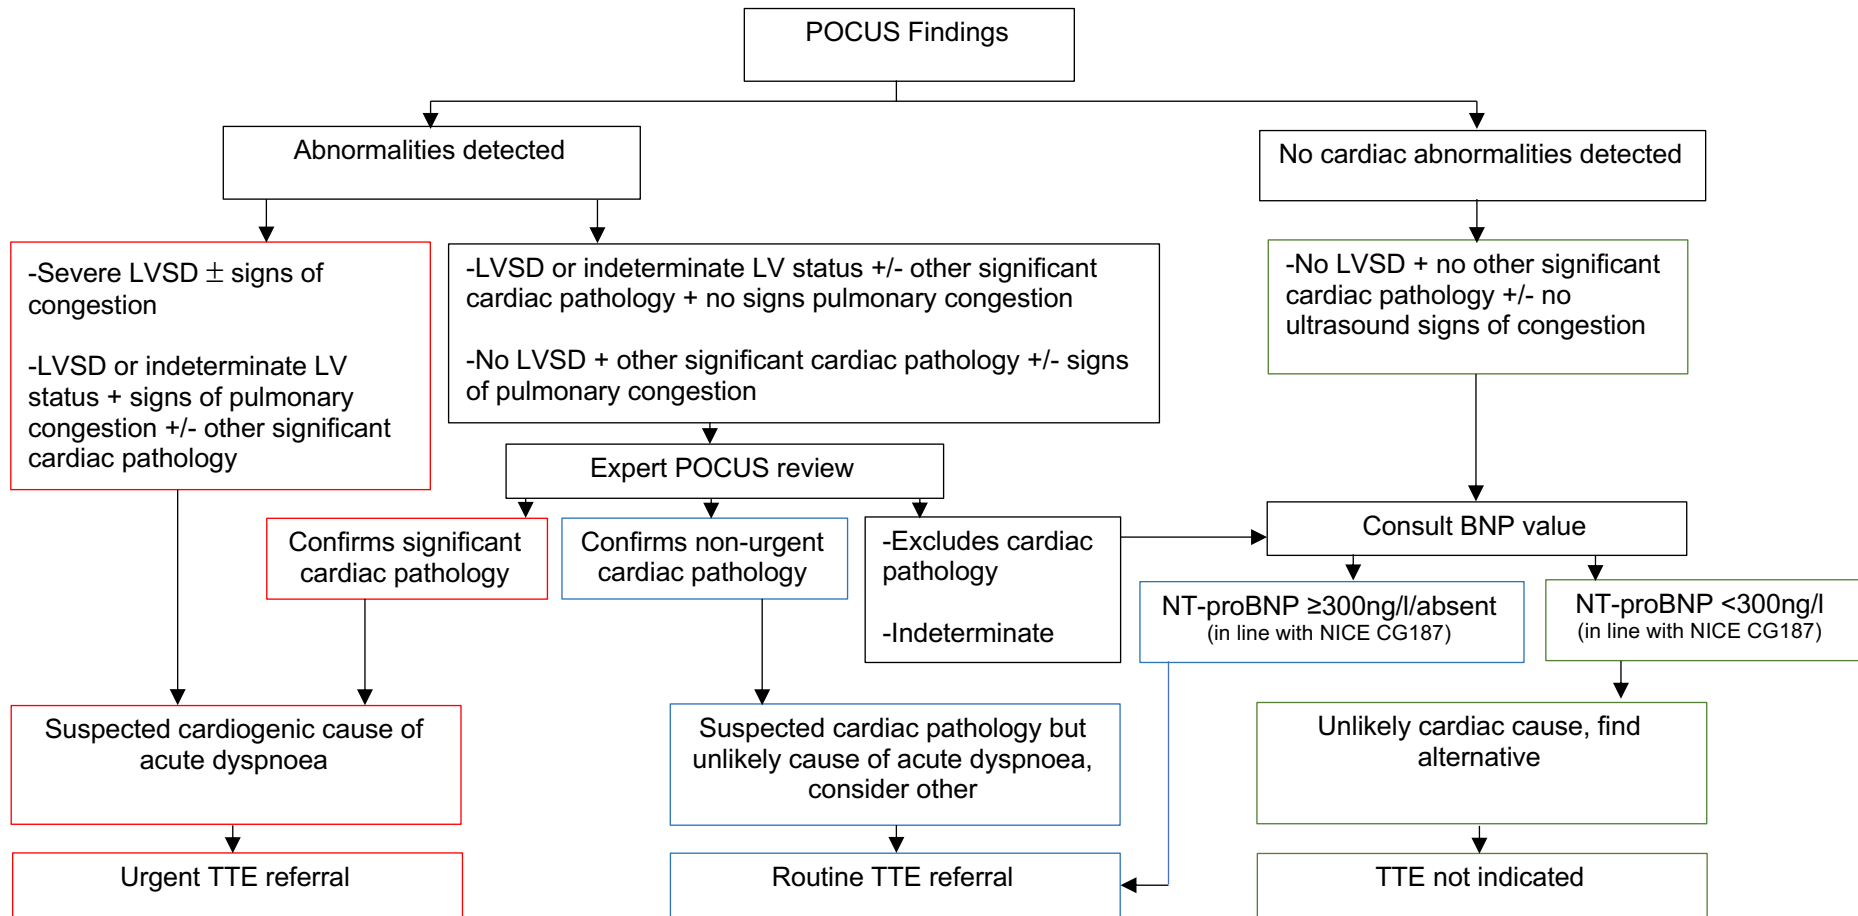 POCUS Findings
Abnormalities detected
No cardiac abnormalities detected
-Severe LVSD ± signs of
congestion
-LVSD or indeterminate LV
status + signs of pulmonary
congestion +/- other significant
cardiac pathology
-LVSD or indeterminate LV status +/- other significant
cardiac pathology + no signs pulmonary congestion
-No LVSD + other significant cardiac pathology +/- signs
of pulmonary congestion
-No LVSD + no other significant
cardiac pathology +/- no
ultrasound signs of congestion
Expert POCUS review
Confirms significant
cardiac pathology
Confirms non-urgent
cardiac pathology
-Excludes cardiac
pathology
-Indeterminate
Consult BNP value
NT-proBNP ≥300ng/l/absent
(in line with NICE CG187)
NT-proBNP <300ng/l
(in line with NICE CG187)
Suspected cardiogenic cause of
acute dyspnoea
Suspected cardiac pathology but
unlikely cause of acute dyspnoea,
consider other
Unlikely cardiac cause, find
alternative
Urgent TTE referral
Routine TTE referral
TTE not indicated